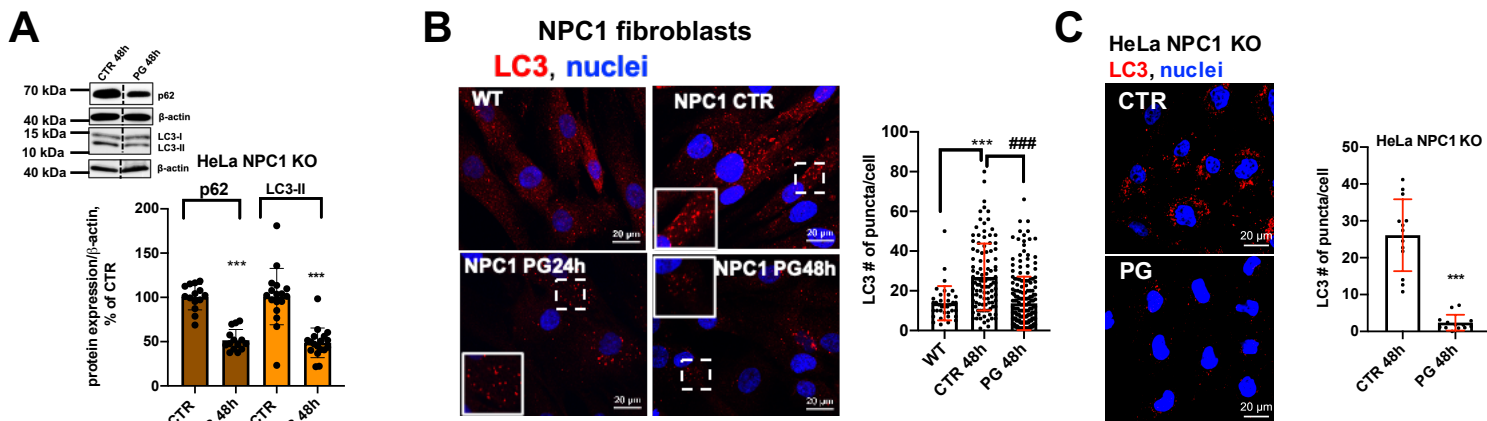 A
CTR 48h
PG 48h
70 kDa
p62
40 kDa
β-actin
15 kDa
LC3-I
LC3-II
10 kDa
40 kDa
β-actin
HeLa NPC1 KO
p62
LC3-II
protein expression/β-actin,
% of CTR
200
150
100
50
0
***
***
CTR
48h
CTR
48h
B
NPC1 fibroblasts
LC3, nuclei
WT
20 µm
NPC1 CTR
20 µm
NPC1 PG24h
20 µm
NPC1 PG48h
20 µm
LC3 # of puncta/cell
100
80
60
40
20
0
***
###
WT
CTR 48h
PG 48h
C
HeLa NPC1 KO
LC3, nuclei
CTR
20 µm
PG
20 µm
HeLa NPC1 KO
LC3 # of puncta/cell
50
40
30
20
10
0
***
CTR 48h
PG 48h